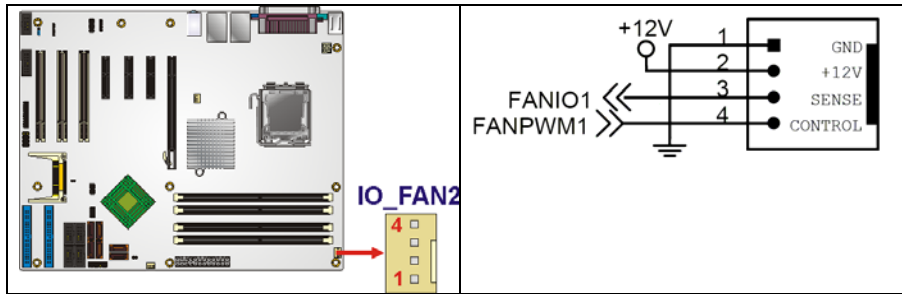 IO_FAN2
4
1
+12V
1
GND
2
+12V
FANIO1
3
SENSE
FANPWM1
4
CONTROL